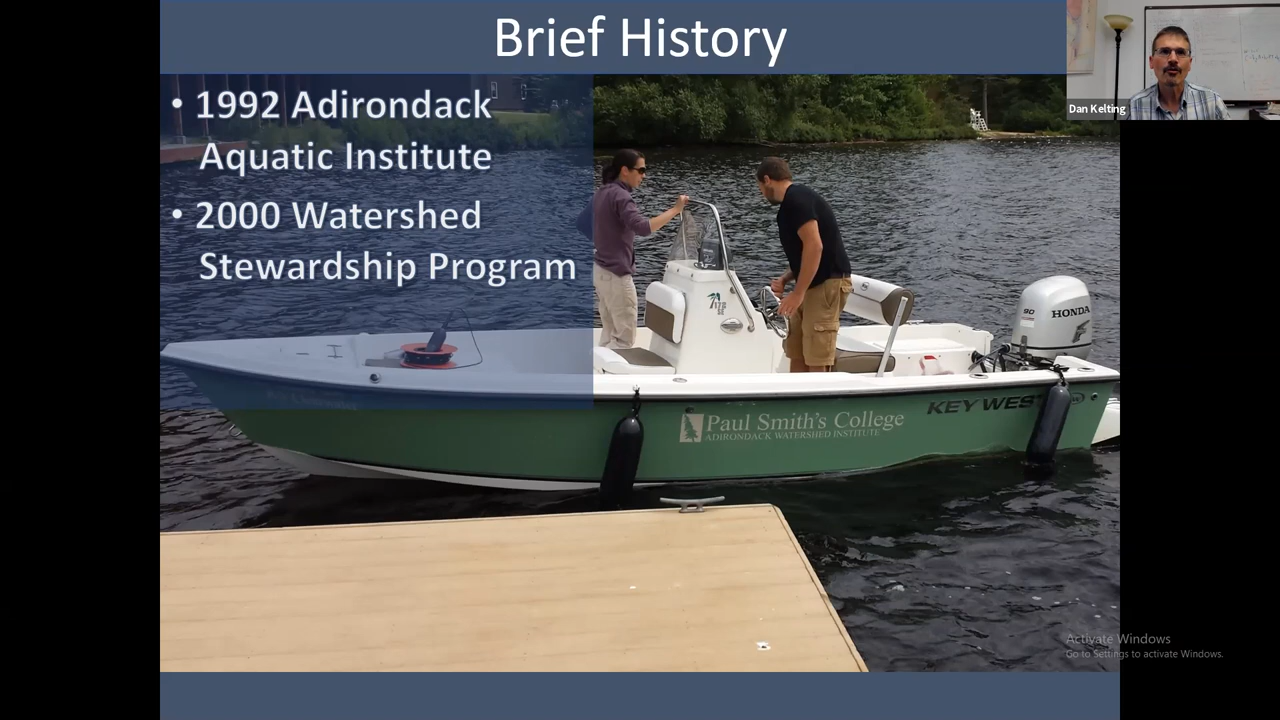 Brief History
Dan Kelting
• 1992 Adirondack
Aquatic Institute
• 2000 Watershed
Stewardship Program
90 HONDA
Paul Smith's College
ADIRONDACK WATERSHED INSTITUTE
KEY WEST
Activate Windows
Go to Settings to activate Windows.